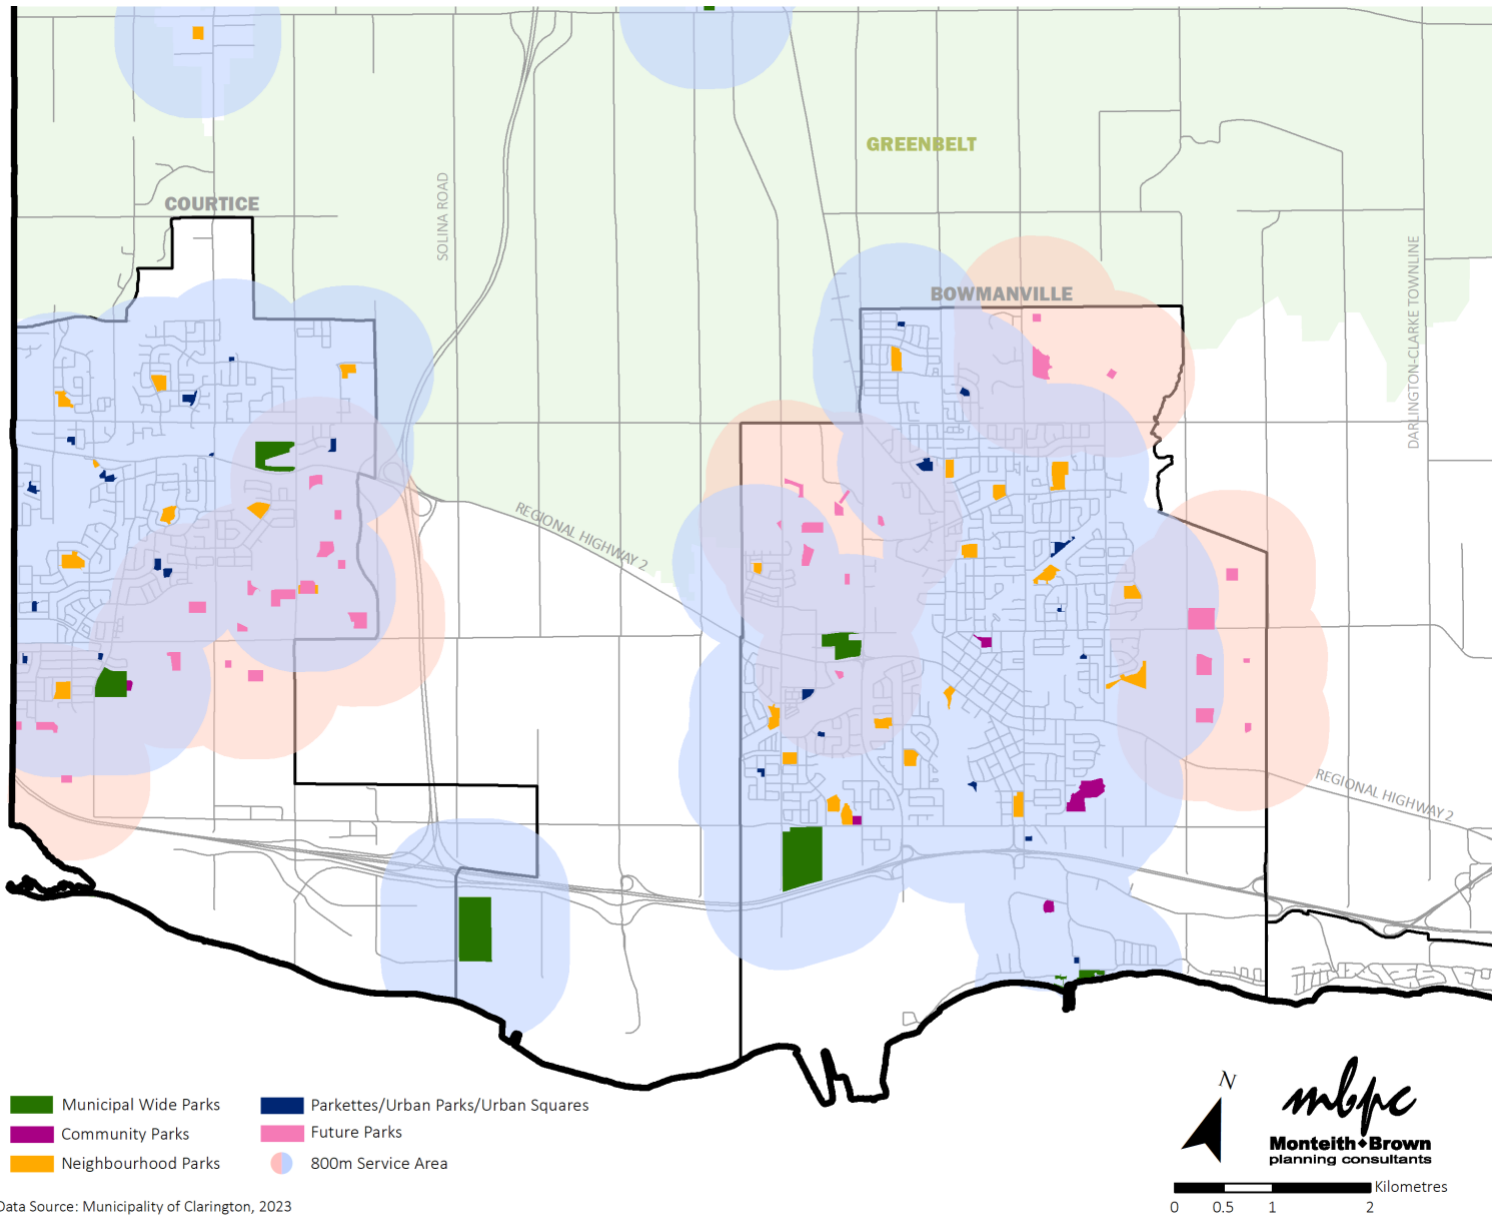 GREENBELT
COURTICE
SOLINA ROAD
DARLINGTON-CLARKE TOWNLINE
BOWMANVILLE
REGIONAL HIGHWAY 2
REGIONAL HIGHWAY 2
Municipal Wide Parks
Community Parks
Neighbourhood Parks
Parkettes/Urban Parks/Urban Squares
Future Parks
800m Service Area
Data Source: Municipality of Clarington, 2023
N
mbpc
Monteith♦Brown
planning consultants
Kilometres
0 0.5 1 2